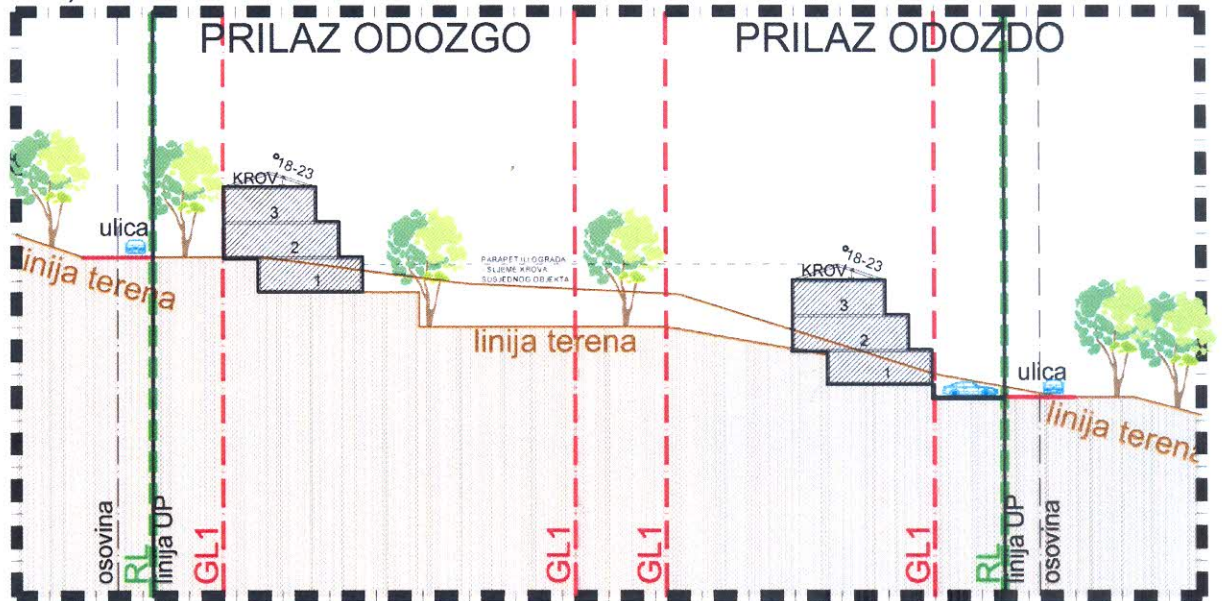 PRILAZ ODOZGO
PRILAZ ODOZDO
°18-23
KROV
3
2
1
ulica
linija terena
PARAPET ILI OGRADA
SLJEME KROVA
SUSJEDNOG OBJEKTA
linija terena
°18-23
KROV
3
2
1
ulica
linija terena
osovina
RL
linija UP
GL1
GL1
GL1
GL1
RL
linija UP
osovina